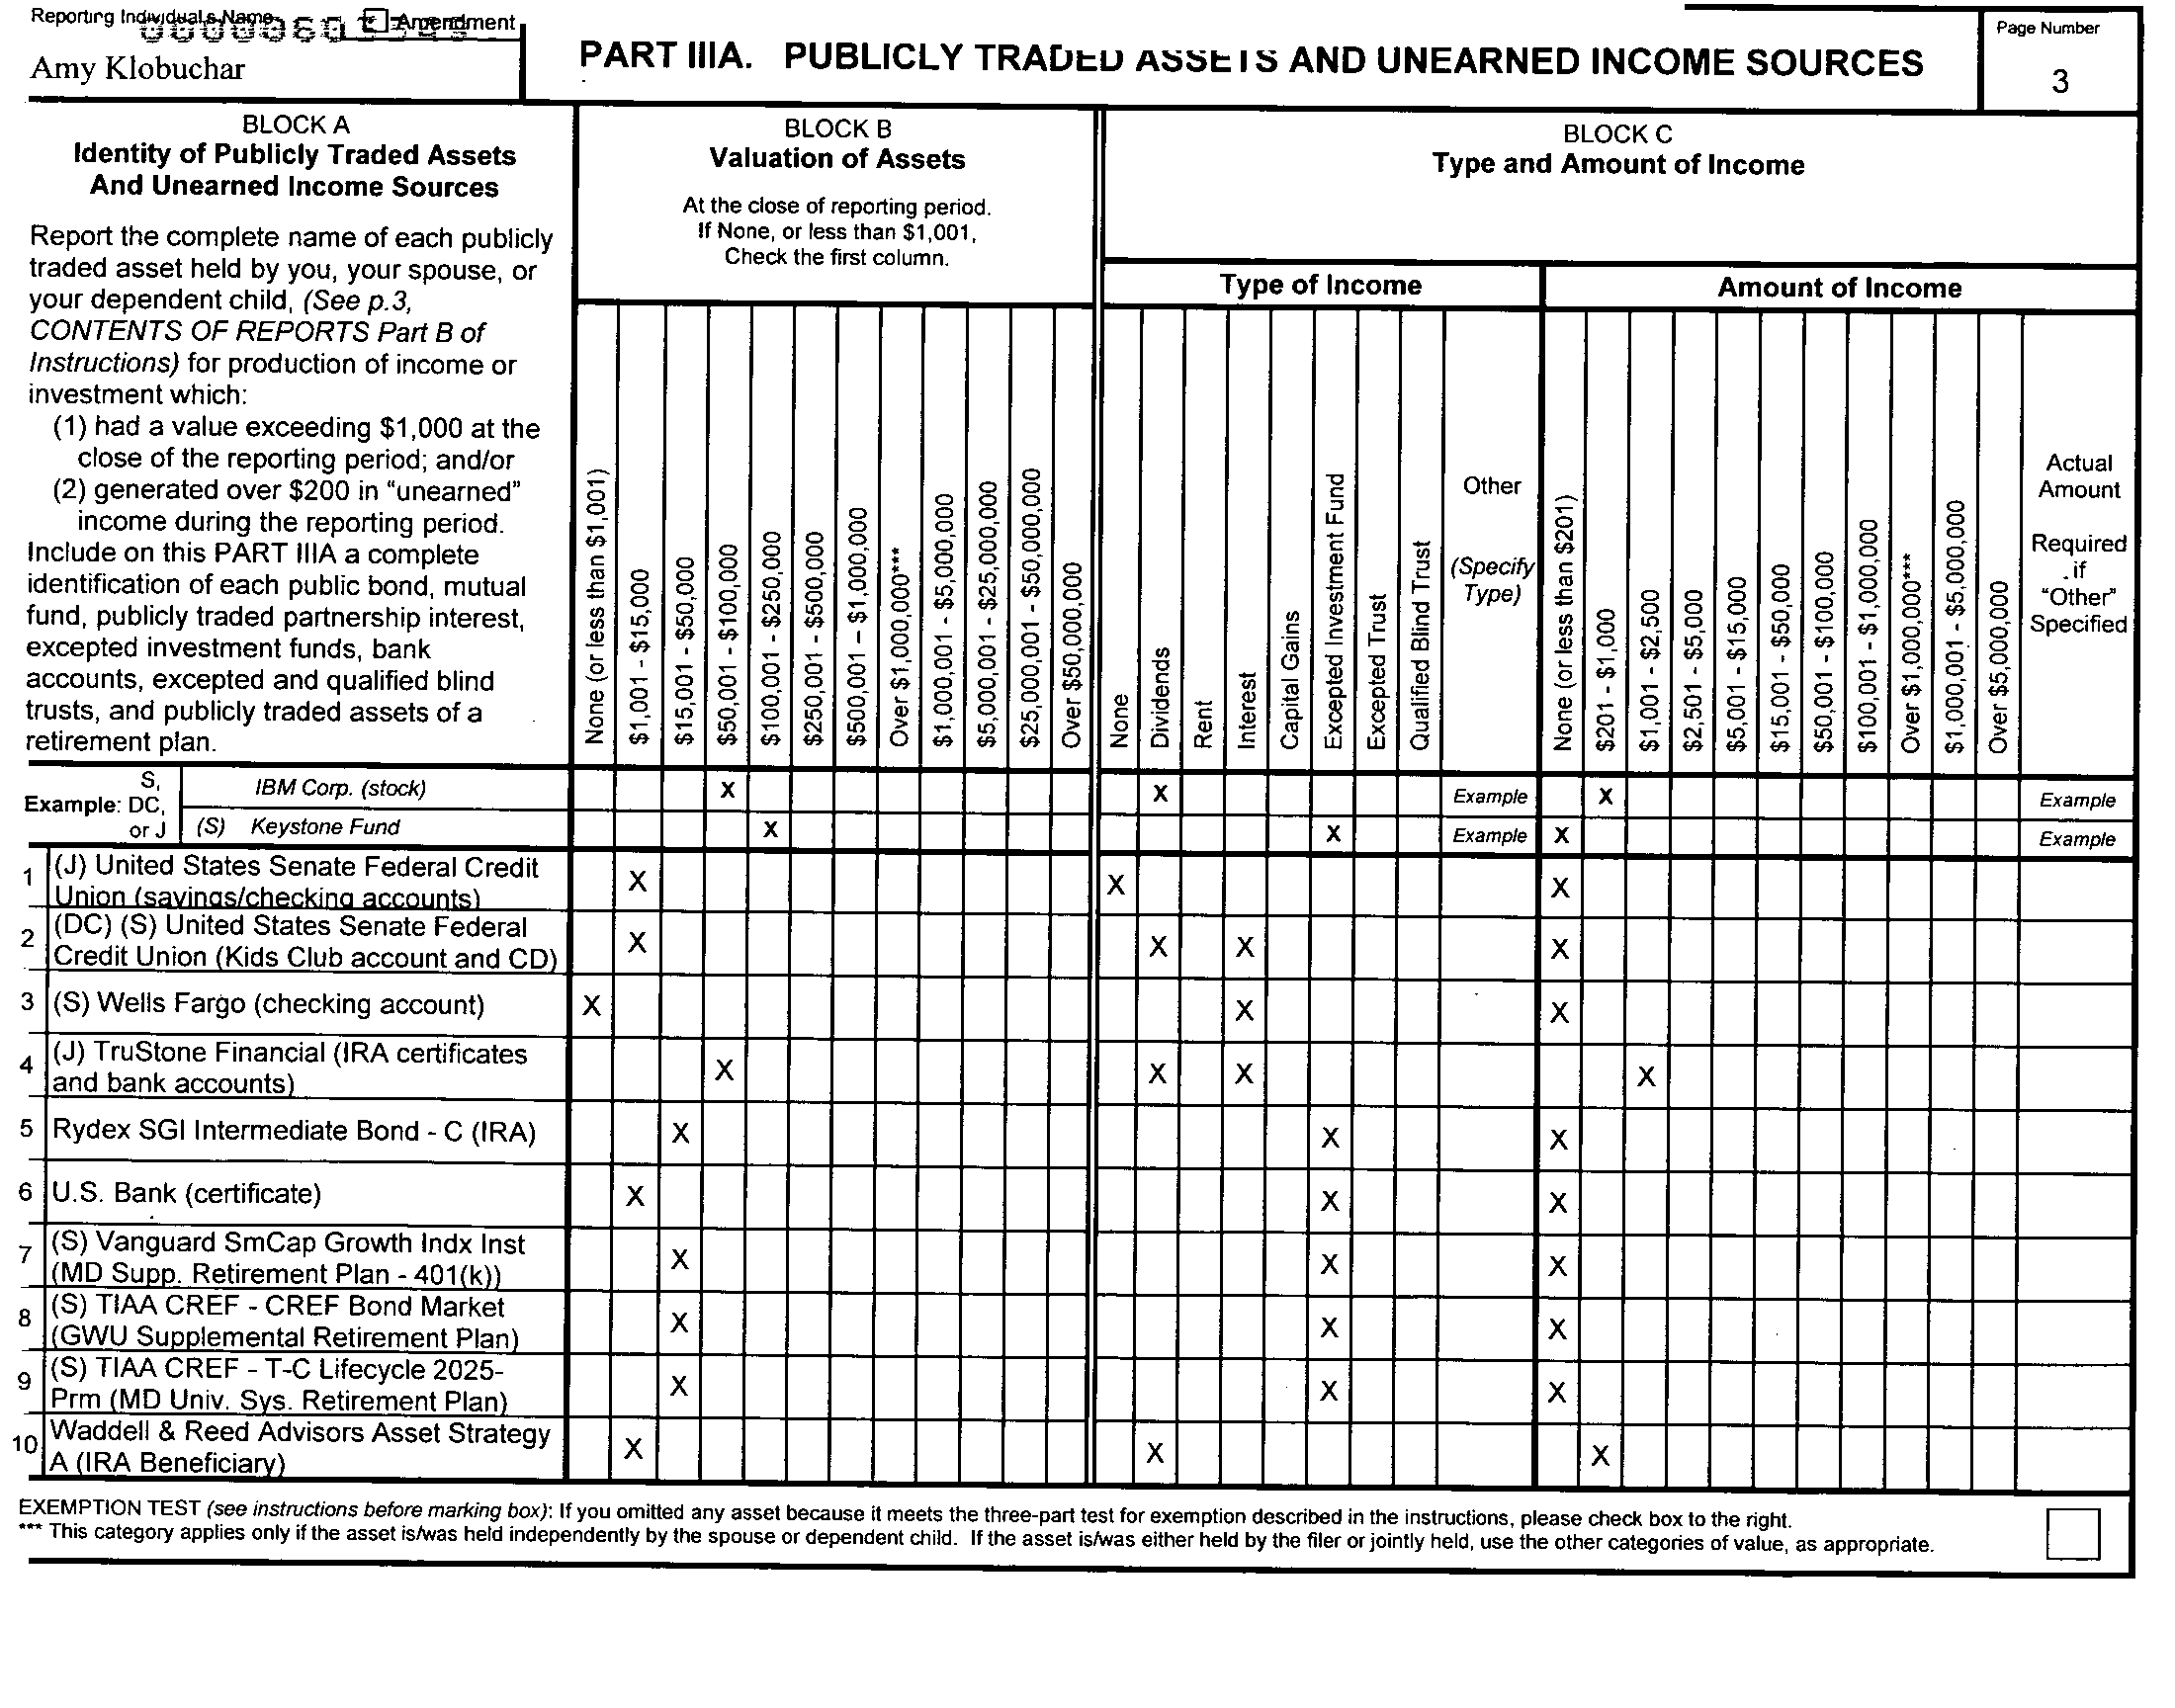 Reporting Individual's Name
Amendment
Amy Klobuchar
PART IIIA. PUBLICLY TRADED ASSETS AND UNEARNED INCOME SOURCES
Page Number
3
BLOCK A
Identity of Publicly Traded Assets
And Unearned Income Sources
Report the complete name of each publicly
traded asset held by you, your spouse, or
your dependent child, (See p.3,
CONTENTS OF REPORTS Part B of
Instructions) for production of income or
investment which:
(1) had a value exceeding $1,000 at the
close of the reporting period; and/or
(2) generated over $200 in "unearned"
income during the reporting period.
Include on this PART IIIA a complete
identification of each public bond, mutual
fund, publicly traded partnership interest,
excepted investment funds, bank
accounts, excepted and qualified blind
trusts, and publicly traded assets of a
retirement plan.
BLOCK B
Valuation of Assets
At the close of reporting period.
If None, or less than $1,001,
Check the first column.
None (or less than $1,001)
$1,001 - $15,000
$15,001 - $50,000
$50,001 - $100,000
$100,001 - $250,000
$250,001 - $500,000
$500,001 – $1,000,000
Over $1,000,000***
$1,000,001 - $5,000,000
$5,000,001 - $25,000,000
$25,000,001 - $50,000,000
Over $50,000,000
BLOCK C
Type and Amount of Income
Type of Income
None
Dividends
Rent
Interest
Capital Gains
Excepted Investment Fund
Excepted Trust
Qualified Blind Trust
Other
(Specify
Type)
Amount of Income
None (or less than $201)
$201 - $1,000
$1,001 - $2,500
$2,501 - $5,000
$5,001 - $15,000
$15,001 - $50,000
$50,001 - $100,000
$100,001 - $1,000,000
Over $1,000,000***
$1,000,001 - $5,000,000
Over $5,000,000
Actual
Amount
Required
if
"Other"
Specified
S,
Example: DC,
or J
IBM Corp. (stock) X X Example X Example
(S) Keystone Fund X X Example X Example
1 (J) United States Senate Federal Credit
Union (savings/checking accounts) X X X
2 (DC) (S) United States Senate Federal
Credit Union (Kids Club account and CD) X X X X
3 (S) Wells Fargo (checking account) X X X
4 (J) TruStone Financial (IRA certificates
and bank accounts) X X X X
5 Rydex SGI Intermediate Bond - C (IRA) X X X
6 U.S. Bank (certificate) X X X
7 (S) Vanguard SmCap Growth Indx Inst
(MD Supp. Retirement Plan - 401(k)) X X X
8 (S) TIAA CREF - CREF Bond Market
(GWU Supplemental Retirement Plan) X X X
9 (S) TIAA CREF - T-C Lifecycle 2025-
Prm (MD Univ. Sys. Retirement Plan) X X X
10 Waddell & Reed Advisors Asset Strategy
A (IRA Beneficiary) X X X
EXEMPTION TEST (see instructions before marking box): If you omitted any asset because it meets the three-part test for exemption described in the instructions, please check box to the right.
*** This category applies only if the asset is/was held independently by the spouse or dependent child. If the asset is/was either held by the filer or jointly held, use the other categories of value, as appropriate.